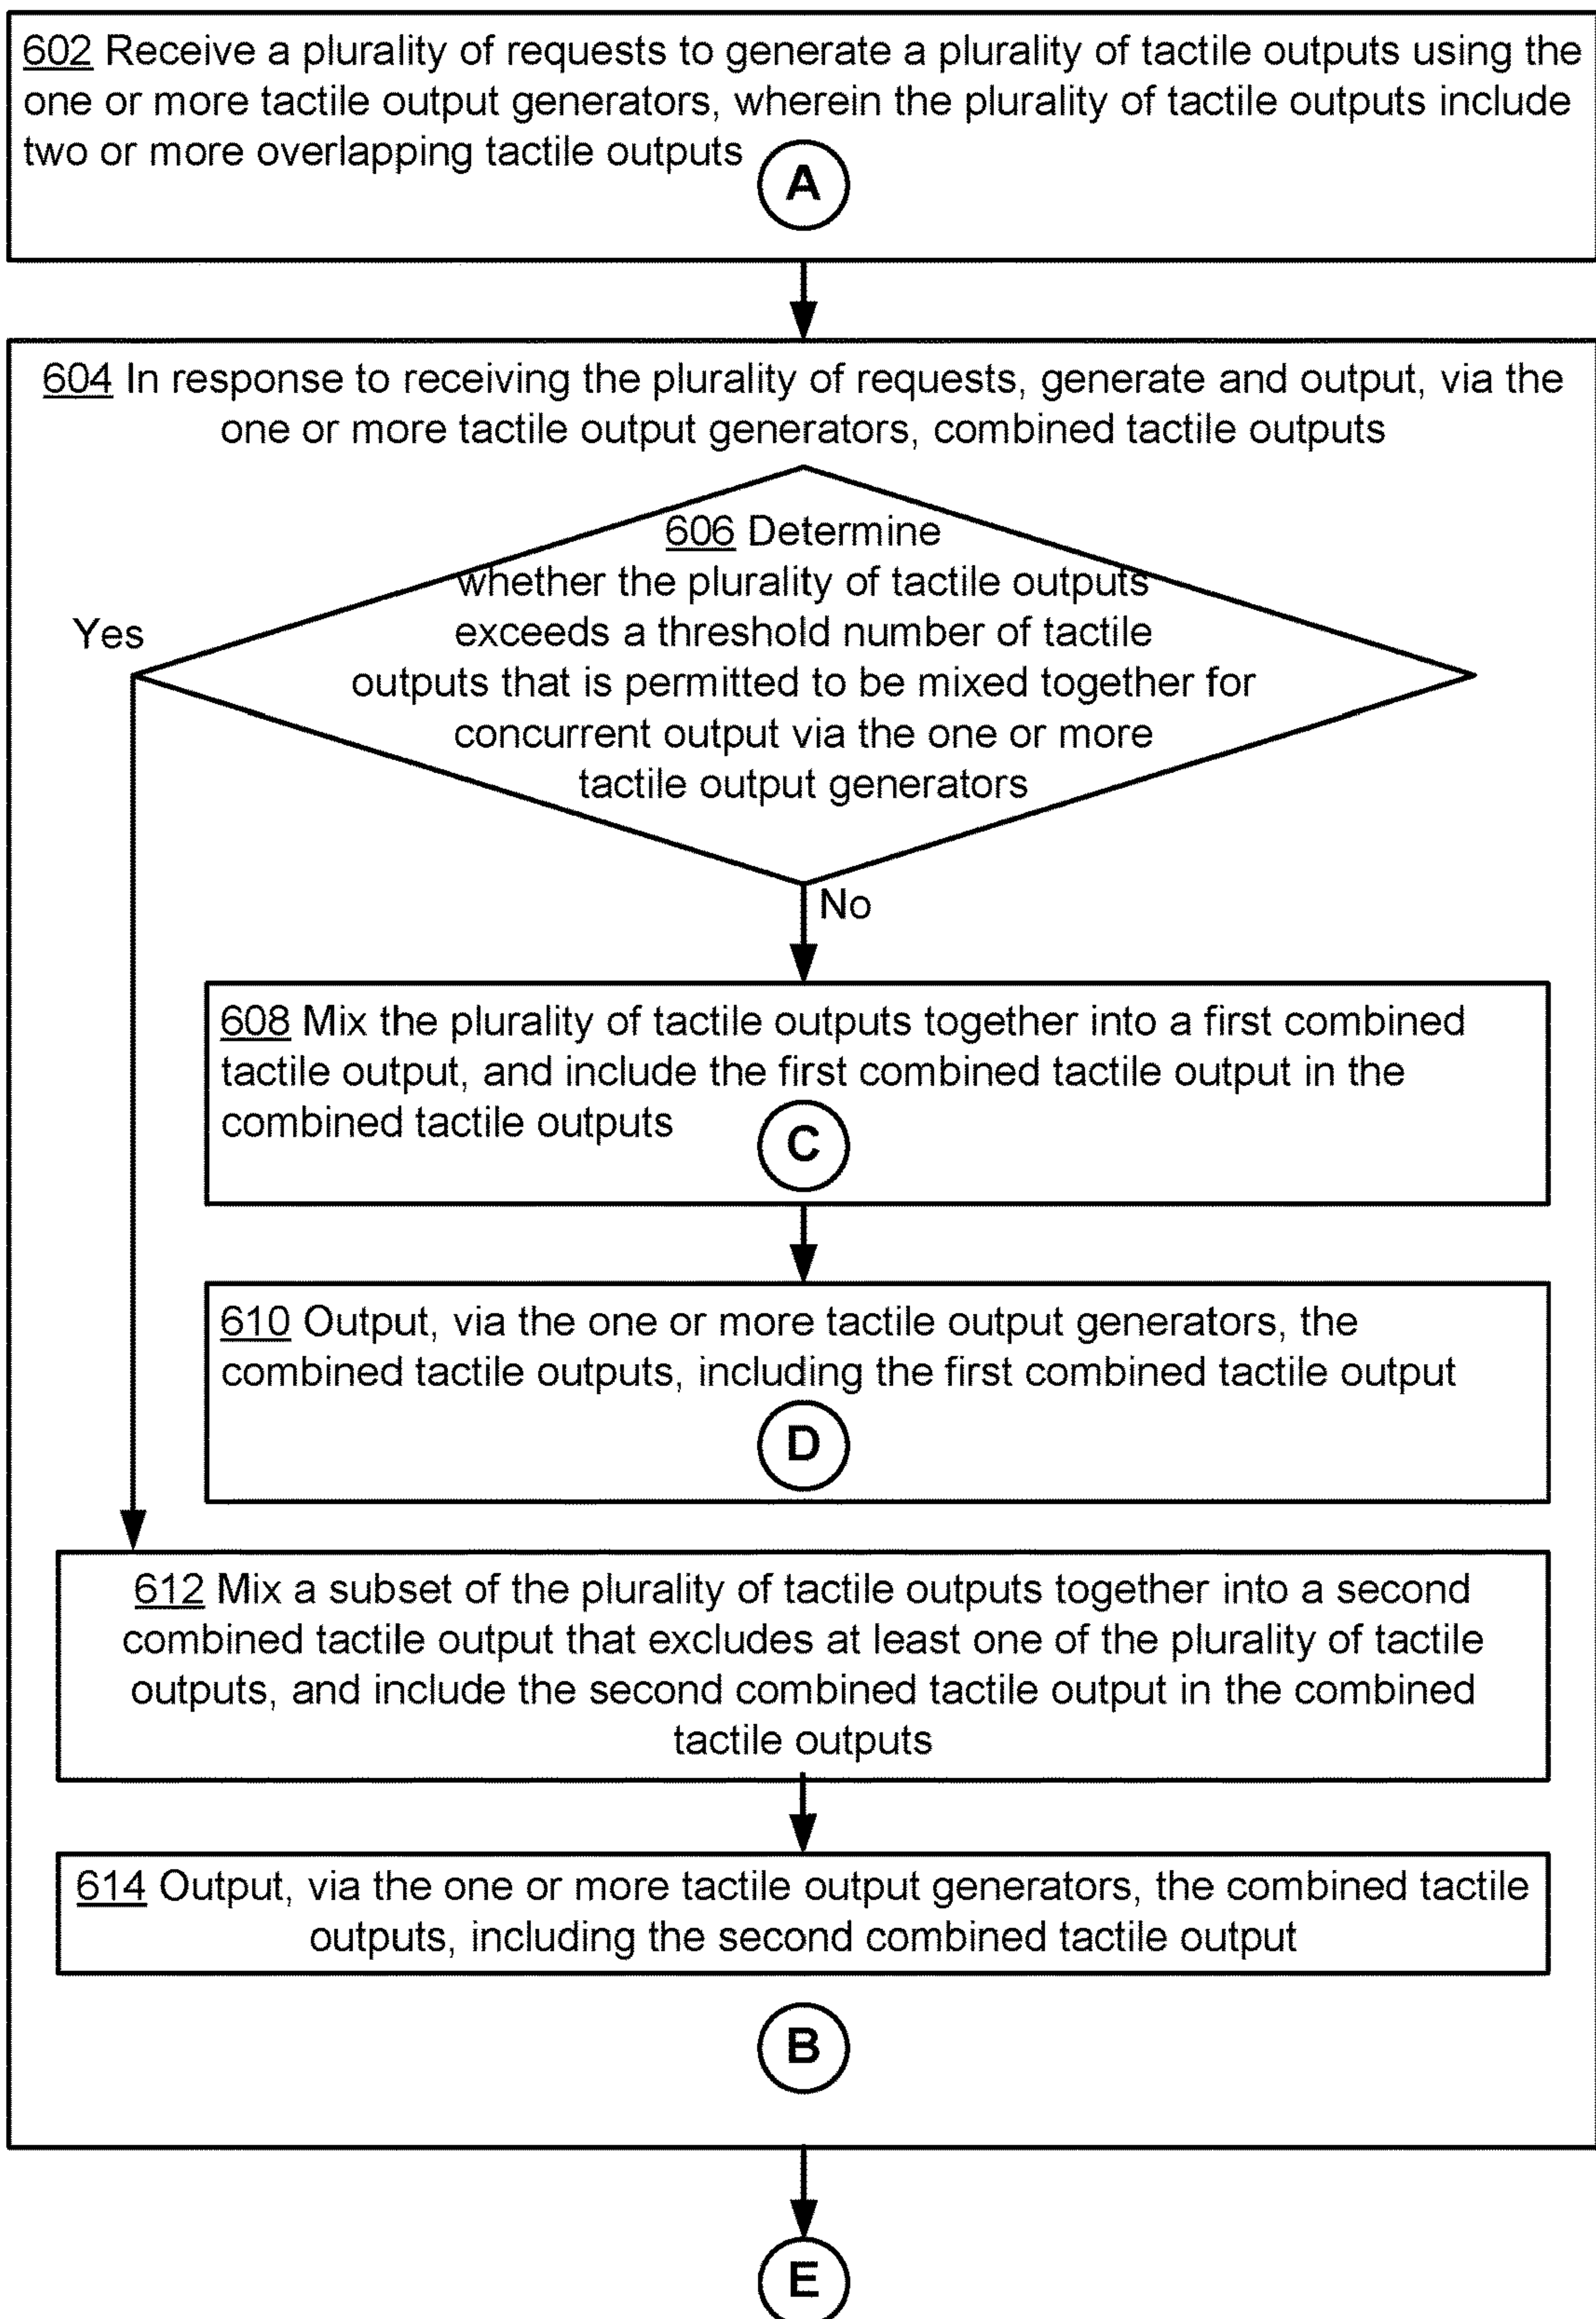 602 Receive a plurality of requests to generate a plurality of tactile outputs using the
one or more tactile output generators, wherein the plurality of tactile outputs include
two or more overlapping tactile outputs
A
604 In response to receiving the plurality of requests, generate and output, via the
one or more tactile output generators, combined tactile outputs
606 Determine
whether the plurality of tactile outputs
exceeds a threshold number of tactile
outputs that is permitted to be mixed together for
concurrent output via the one or more
tactile output generators
Yes
No
608 Mix the plurality of tactile outputs together into a first combined
tactile output, and include the first combined tactile output in the
combined tactile outputs
C
610 Output, via the one or more tactile output generators, the
combined tactile outputs, including the first combined tactile output
D
612 Mix a subset of the plurality of tactile outputs together into a second
combined tactile output that excludes at least one of the plurality of tactile
outputs, and include the second combined tactile output in the combined
tactile outputs
614 Output, via the one or more tactile output generators, the combined tactile
outputs, including the second combined tactile output
B
E